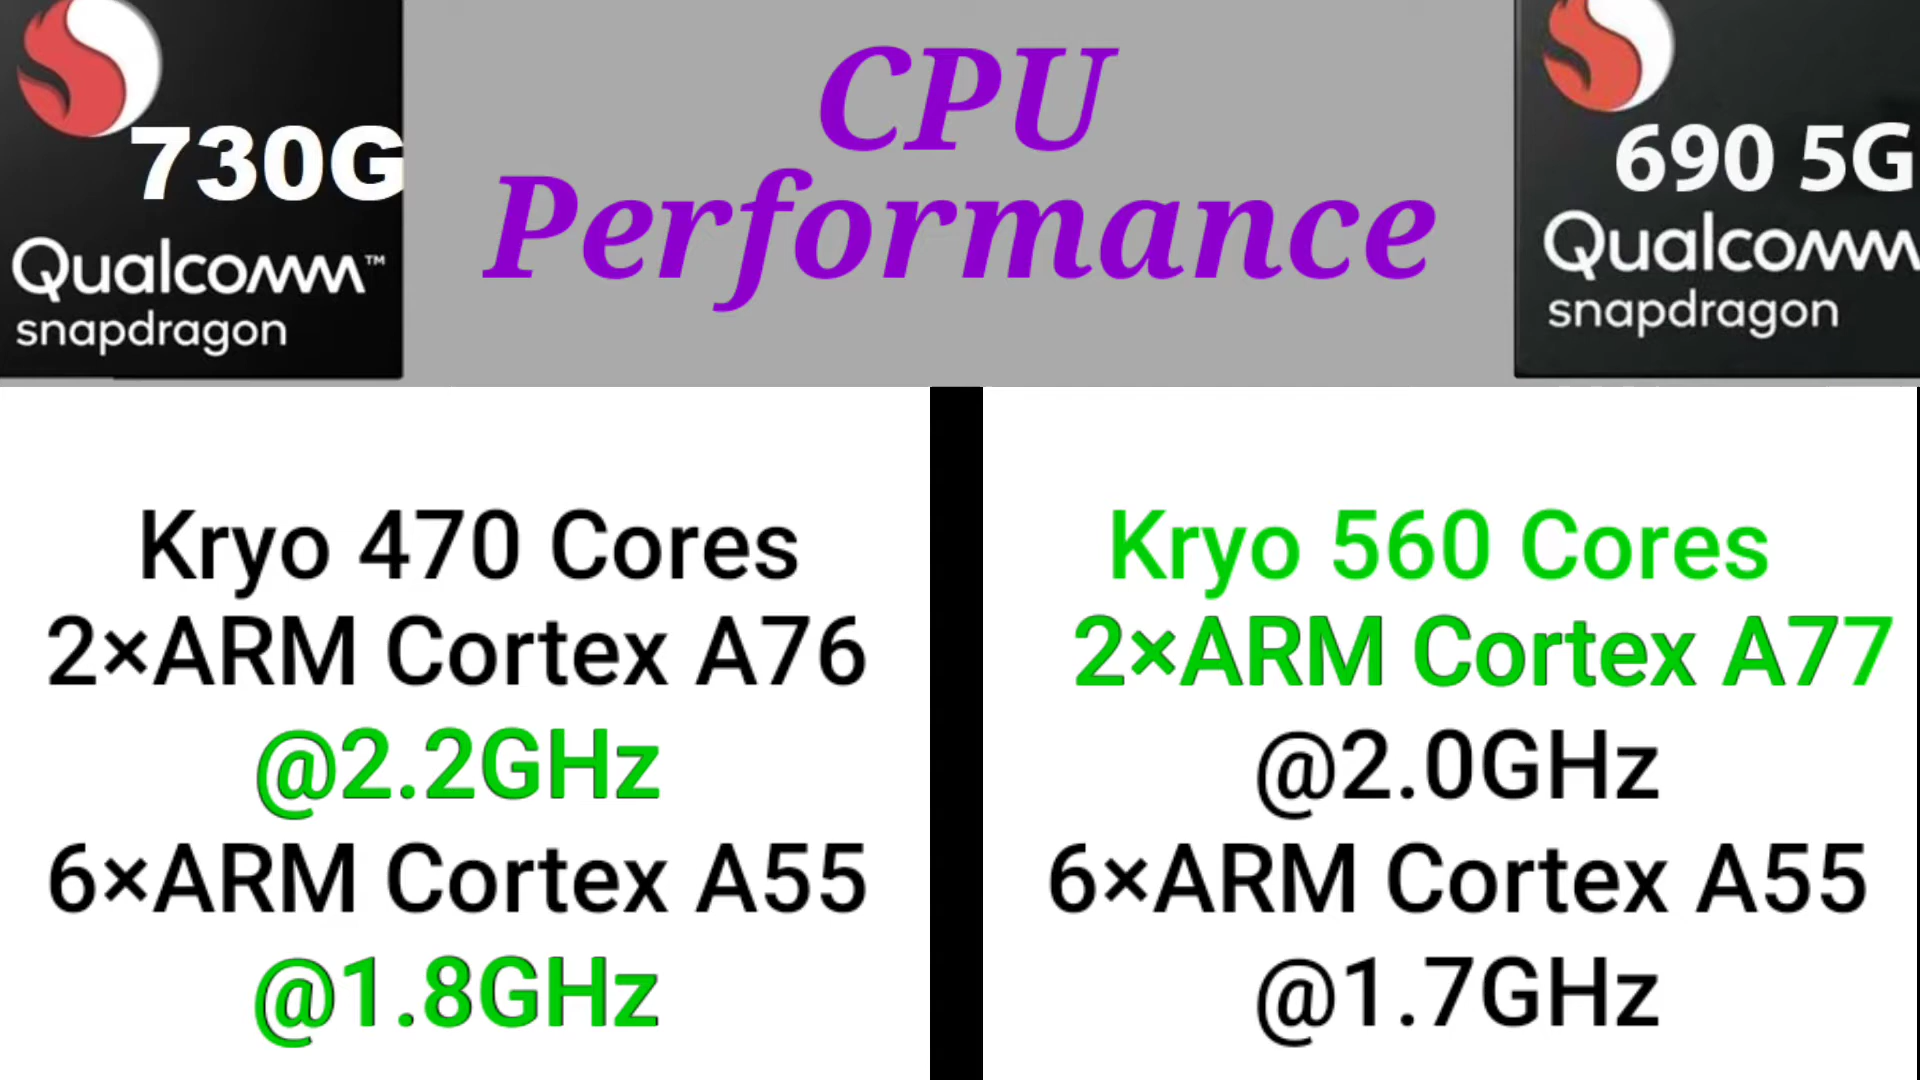 730G
Qualcomm™
snapdragon
CPU
Performance
690 5G
Qualcomm
snapdragon
Kryo 470 Cores
2×ARM Cortex A76
@2.2GHz
6×ARM Cortex A55
@1.8GHz
Kryo 560 Cores
2×ARM Cortex A77
@2.0GHz
6×ARM Cortex A55
@1.7GHz